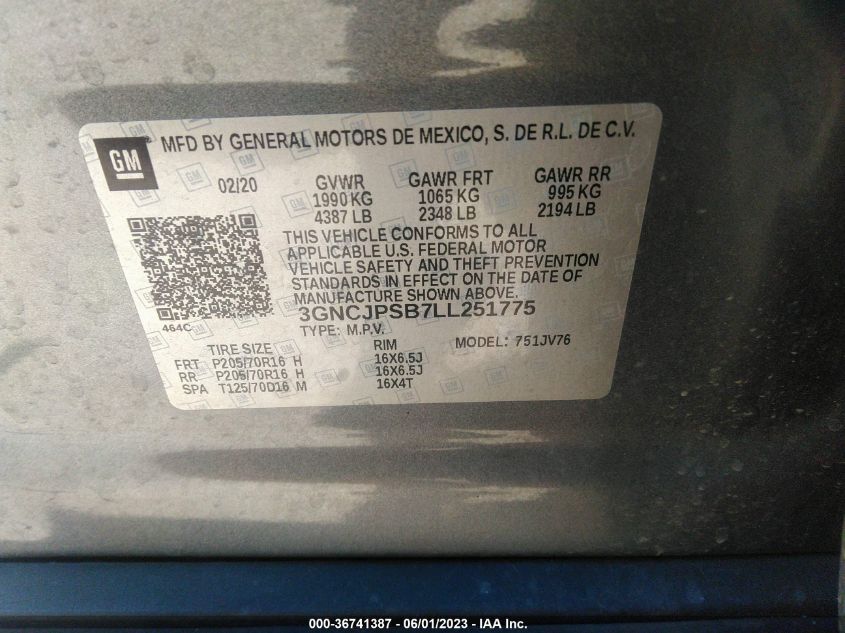 GM
MFD BY GENERAL MOTORS DE MEXICO, S. DE R.L. DE C.V.
02/20 GVWR GAWR FRT GAWR RR
1990 KG 1065 KG 995 KG
4387 LB 2348 LB 2194 LB
THIS VEHICLE CONFORMS TO ALL
APPLICABLE U.S. FEDERAL MOTOR
VEHICLE SAFETY AND THEFT PREVENTION
STANDARDS IN EFFECT ON THE DATE OF
MANUFACTURE SHOWN ABOVE.
464C
3GNCJPSB7LL251775
TYPE: M.P.V.
TIRE SIZE RIM MODEL: 751JV76
FRT P205/70R16 H 16X6.5J
RR P205/70R16 H 16X6.5J
SPA T125/70D16 M 16X4T
000-36741387 - 06/01/2023 - IAA Inc.